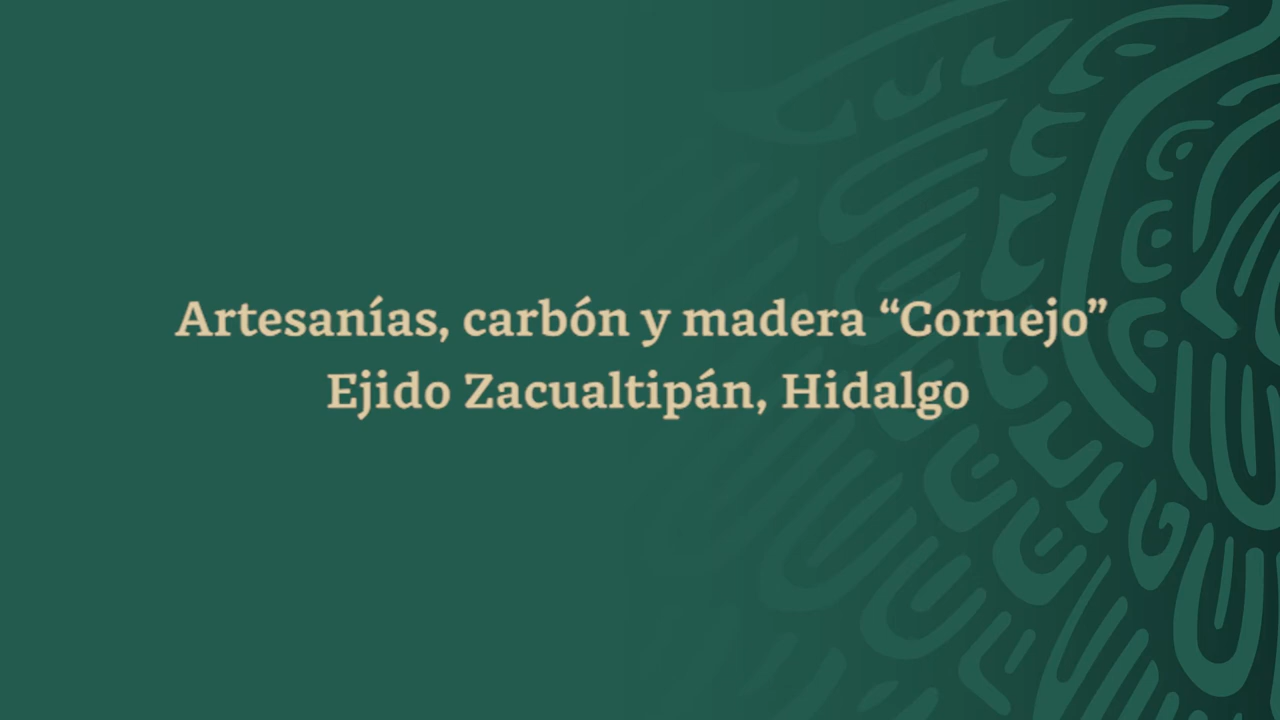 Artesanías, carbón y madera “Cornejo”
Ejido Zacualtipán, Hidalgo